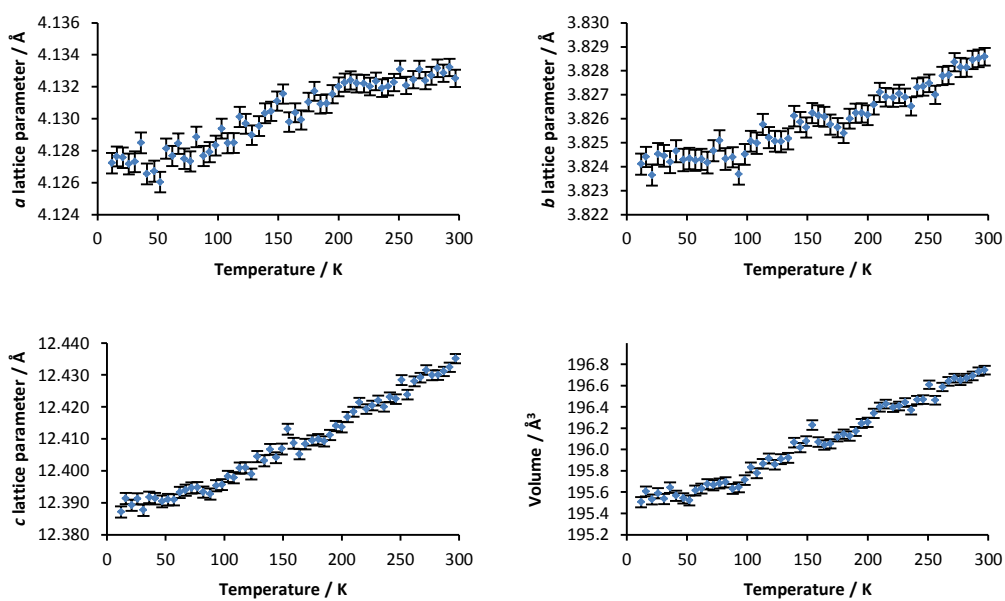 4.136
4.134
4.132
4.130
4.128
4.126
4.124
a lattice parameter / Å
0 50 100 150 200 250 300
Temperature / K
3.830
3.829
3.828
3.827
3.826
3.825
3.824
3.823
3.822
b lattice parameter / Å
0 50 100 150 200 250 300
Temperature / K
12.440
12.430
12.420
12.410
12.400
12.390
12.380
c lattice parameter / Å
0 50 100 150 200 250 300
Temperature / K
196.8
196.6
196.4
196.2
196.0
195.8
195.6
195.4
195.2
Volume / Å³
0 50 100 150 200 250 300
Temperature / K